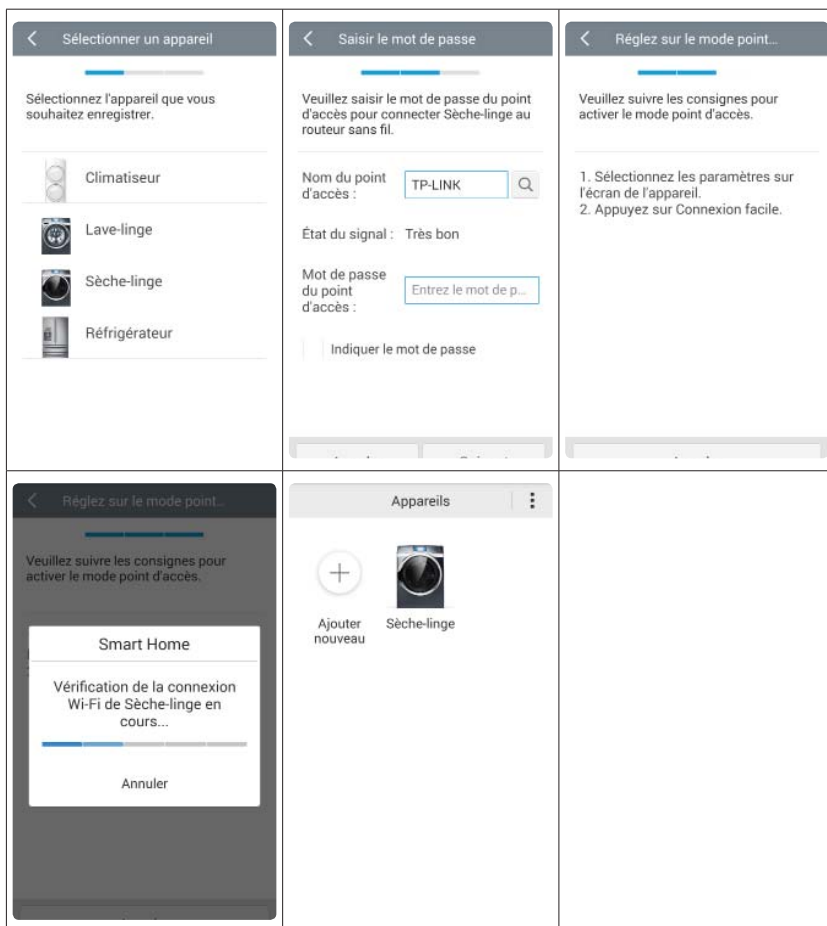 Sélectionner un appareil
Sélectionnez l'appareil que vous
souhaitez enregistrer.
Climatiseur
Lave-linge
Sèche-linge
Réfrigérateur
Saisir le mot de passe
Veuillez saisir le mot de passe du point
d'accès pour connecter Sèche-linge au
routeur sans fil.
Nom du point
d'accès :
TP-LINK
État du signal :
Très bon
Mot de passe
du point
d'accès :
Entrez le mot de p...
Indiquer le mot de passe
Réglez sur le mode point...
Veuillez suivre les consignes pour
activer le mode point d'accès.
1. Sélectionnez les paramètres sur
l'écran de l'appareil.
2. Appuyez sur Connexion facile.
Réglez sur le mode point...
Veuillez suivre les consignes pour
activer le mode point d'accès.
Smart Home
Vérification de la connexion
Wi-Fi de Sèche-linge en
cours...
Annuler
Appareils
Ajouter
nouveau
Sèche-linge